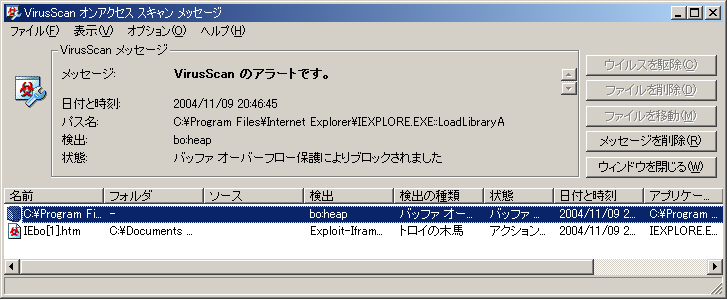 VirusScan オンアクセス スキャン メッセージ
ファイル(F) 表示(V) オプション(O) ヘルプ(H)
VirusScan メッセージ
メッセージ: VirusScan のアラートです。
日付と時刻: 2004/11/09 20:46:45
パス名: C:¥Program Files¥Internet Explorer¥IEXPLORE.EXE::LoadLibraryA
検出: bo:heap
状態: バッファ オーバーフロー保護によりブロックされました
ウイルスを駆除(C)
ファイルを削除(D)
ファイルを移動(M)
メッセージを削除(R)
ウィンドウを閉じる(W)
名前 フォルダ ソース 検出 検出の種類 状態 日付と時刻 アプリケー...
C:¥Program Fi... - bo:heap バッファ オー... バッファ ... 2004/11/09 2... C:¥Program ...
IEbo[1].htm C:¥Documents ... Exploit-Ifram... トロイの木馬 アクション... 2004/11/09 2... IEXPLORE.E...